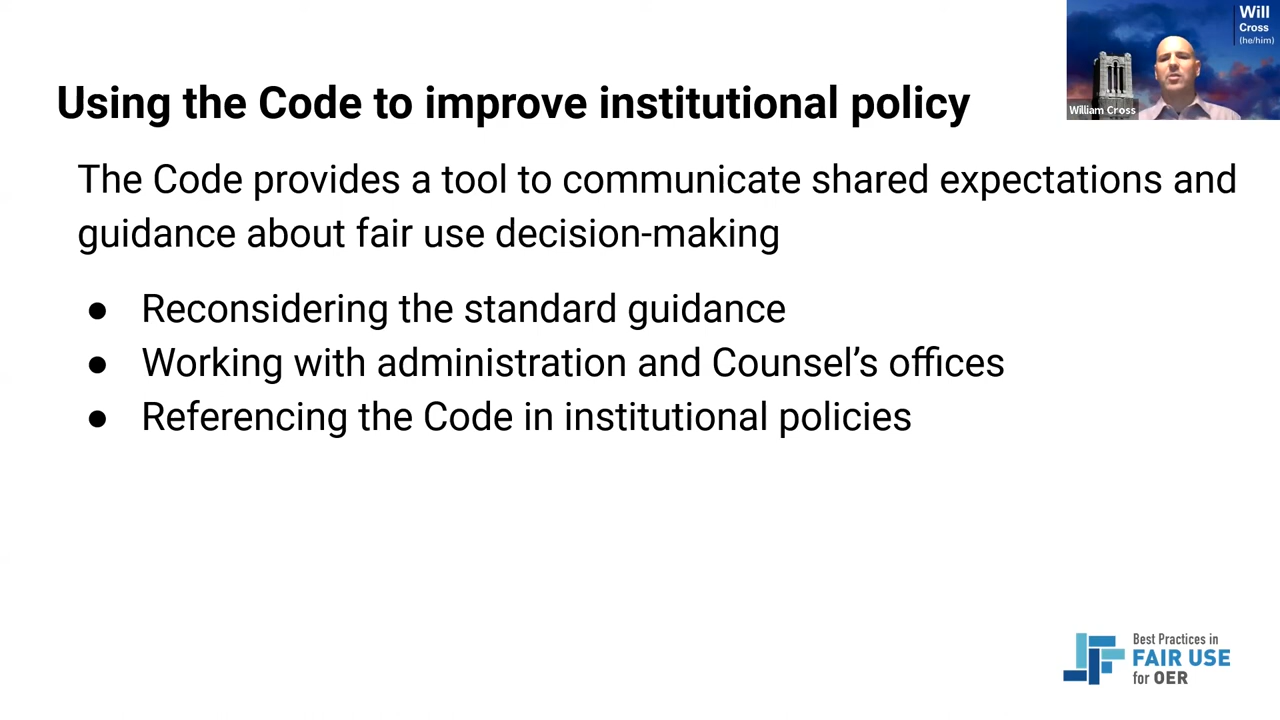 Using the Code to improve institutional policy
The Code provides a tool to communicate shared expectations and
guidance about fair use decision-making
● Reconsidering the standard guidance
● Working with administration and Counsel’s offices
● Referencing the Code in institutional policies
Will
Cross
(he/him)
William Cross
Best Practices in
FAIR USE
for OER